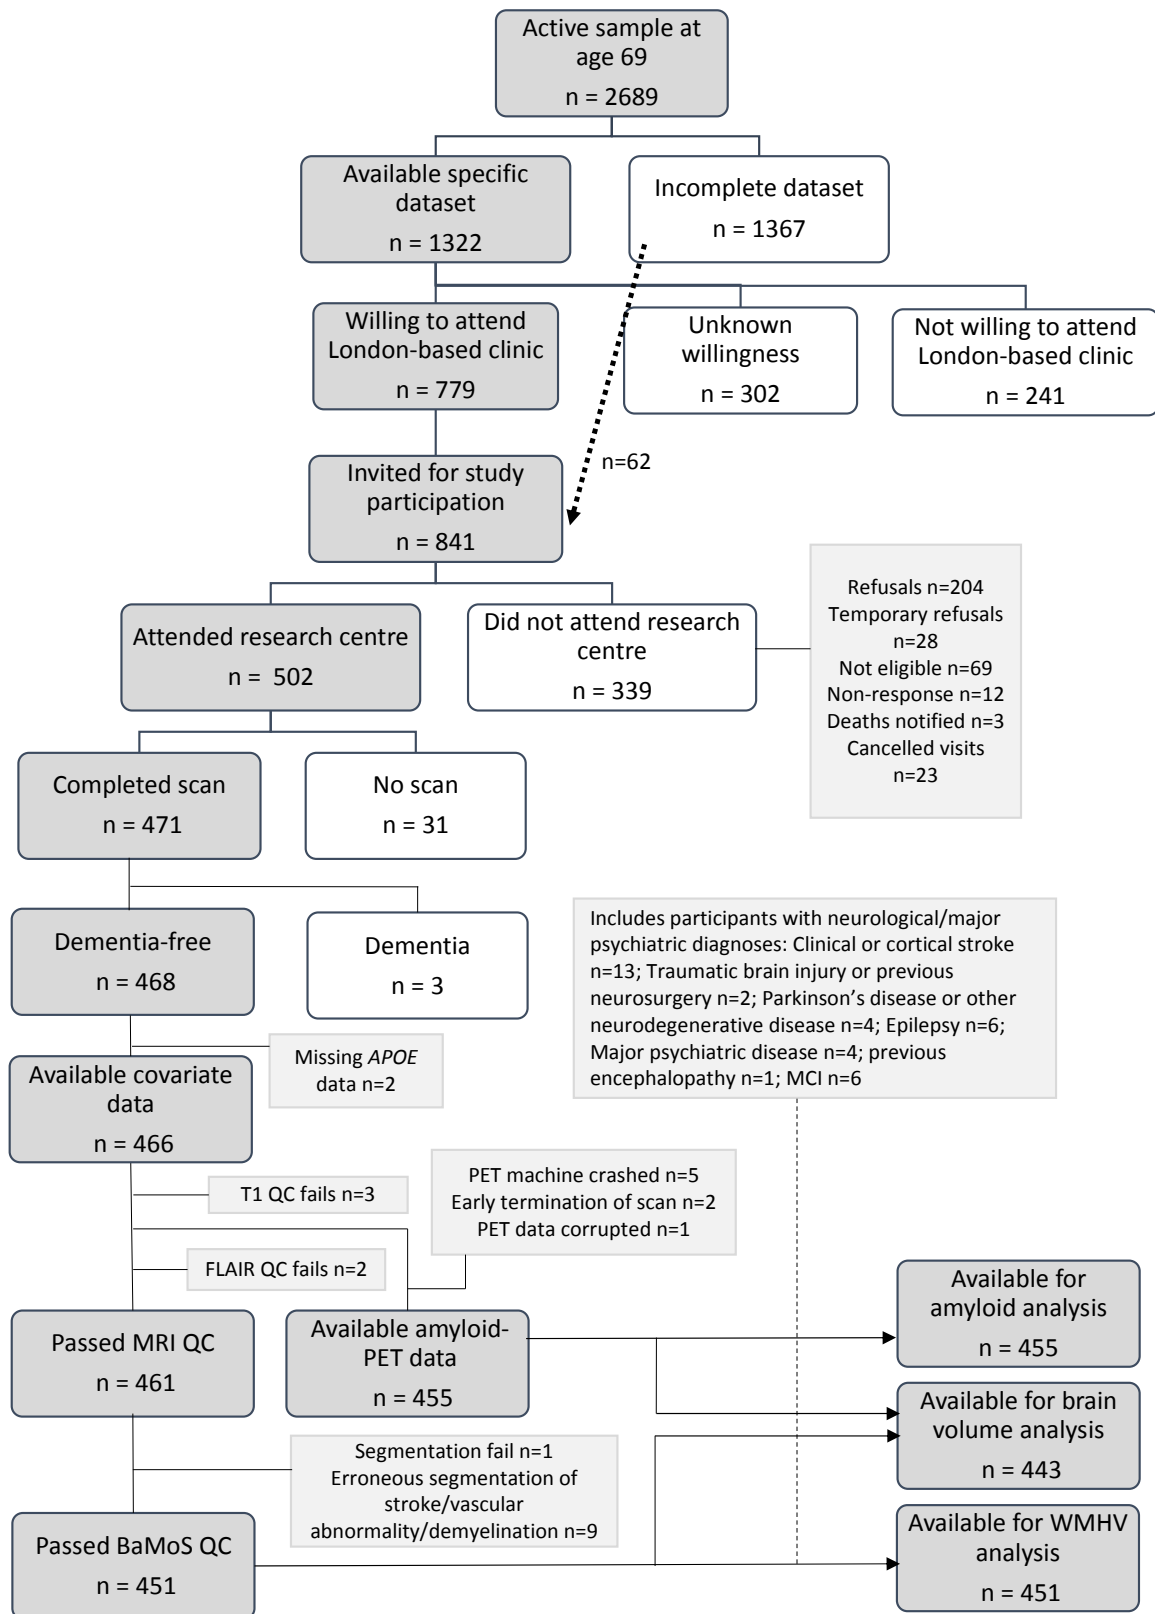 Active sample at
age 69
n = 2689
Available specific
dataset
n = 1322
Incomplete dataset
n = 1367
Willing to attend
London-based clinic
n = 779
Unknown
willingness
n = 302
Not willing to attend
London-based clinic
n = 241
n=62
Invited for study
participation
n = 841
Attended research centre
n =  502
Did not attend research
centre
n = 339
Refusals n=204
Temporary refusals
n=28
Not eligible n=69
Non-response n=12
Deaths notified n=3
Cancelled visits
n=23
Completed scan
n = 471
No scan
n = 31
Dementia-free
n = 468
Dementia
n = 3
Includes participants with neurological/major
psychiatric diagnoses: Clinical or cortical stroke
n=13; Traumatic brain injury or previous
neurosurgery n=2; Parkinson’s disease or other
neurodegenerative disease n=4; Epilepsy n=6;
Major psychiatric disease n=4; previous
encephalopathy n=1; MCI n=6
Missing APOE
data n=2
Available covariate
data
n = 466
T1 QC fails n=3
PET machine crashed n=5
Early termination of scan n=2
PET data corrupted n=1
FLAIR QC fails n=2
Passed MRI QC
n = 461
Available amyloid-
PET data
n = 455
Available for
amyloid analysis
n = 455
Available for brain
volume analysis
n = 443
Segmentation fail n=1
Erroneous segmentation of
stroke/vascular
abnormality/demyelination n=9
Passed BaMoS QC
n = 451
Available for WMHV
analysis
n = 451